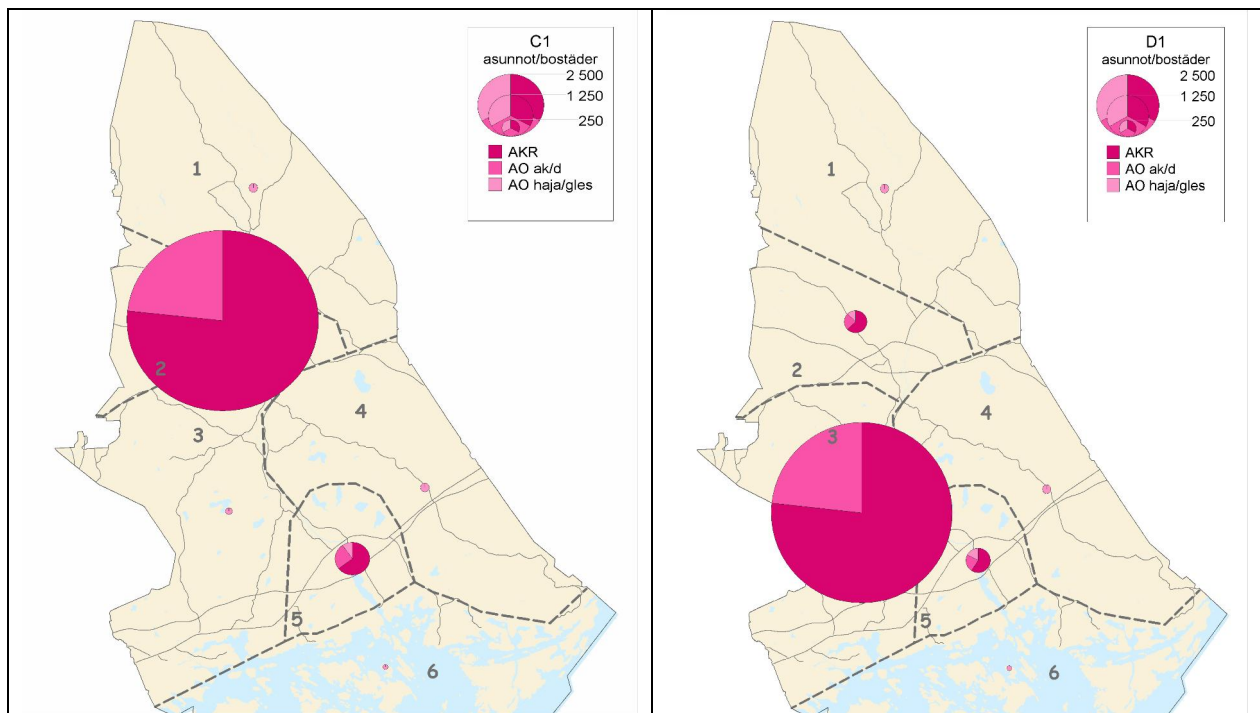 C1
asunnot/bostäder
2 500
1 250
250
AKR
AO ak/d
AO haja/gles
1
2
3
4
5
6
D1
asunnot/bostäder
2 500
1 250
250
AKR
AO ak/d
AO haja/gles
1
2
3
4
5
6